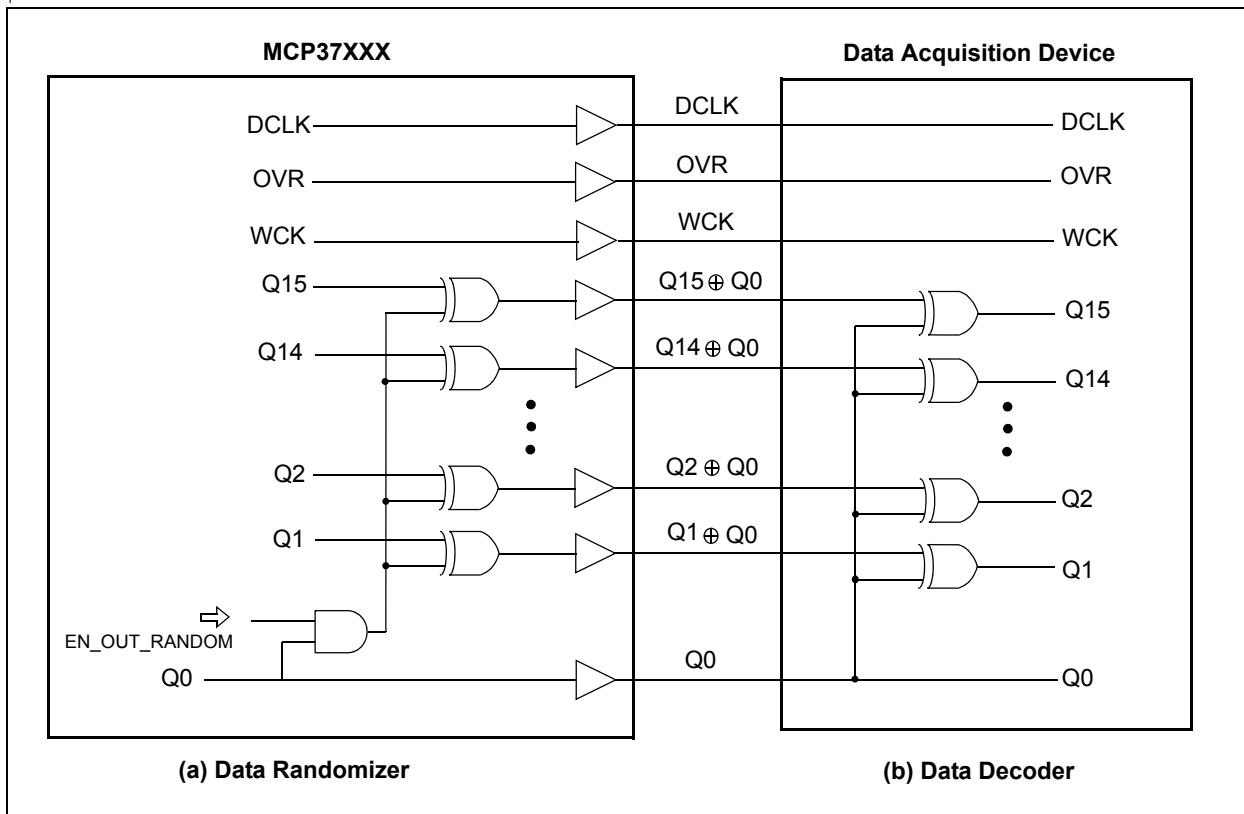 MCP37XXX
Data Acquisition Device
DCLK
DCLK
DCLK
OVR
OVR
OVR
WCK
WCK
WCK
Q15
Q15 ⊕ Q0
Q15
Q14
Q14 ⊕ Q0
Q14
Q2
Q2 ⊕ Q0
Q2
Q1
Q1 ⊕ Q0
Q1
EN_OUT_RANDOM
Q0
Q0
Q0
(a) Data Randomizer
(b) Data Decoder